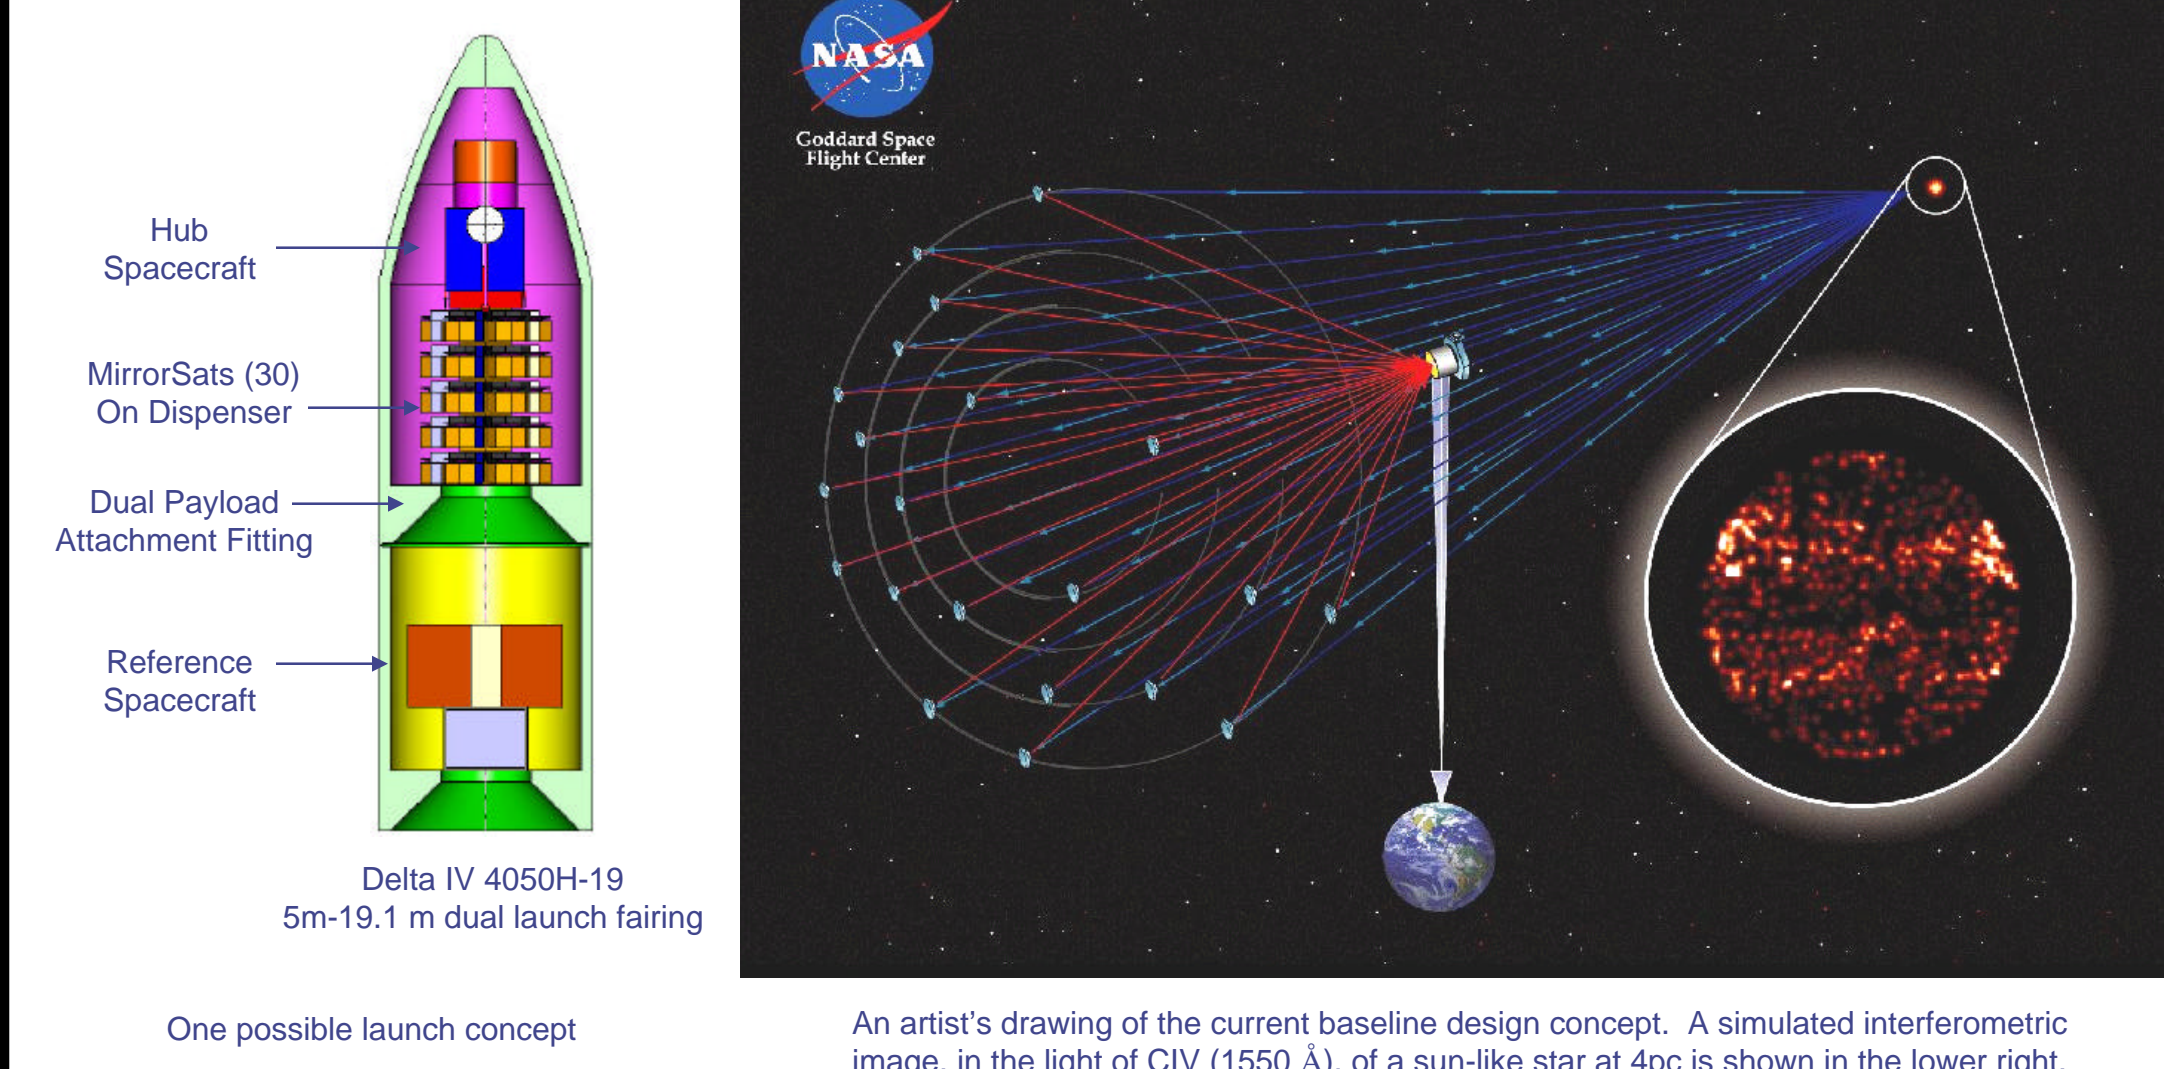 NASA
Goddard Space
Flight Center
Hub
Spacecraft
MirrorSats (30)
On Dispenser
Dual Payload
Attachment Fitting
Reference
Spacecraft
Delta IV 4050H-19
5m-19.1 m dual launch fairing
One possible launch concept
An artist's drawing of the current baseline design concept.  A simulated interferometric
image, in the light of CIV (1550 Å), of a sun-like star at 4pc is shown in the lower right.